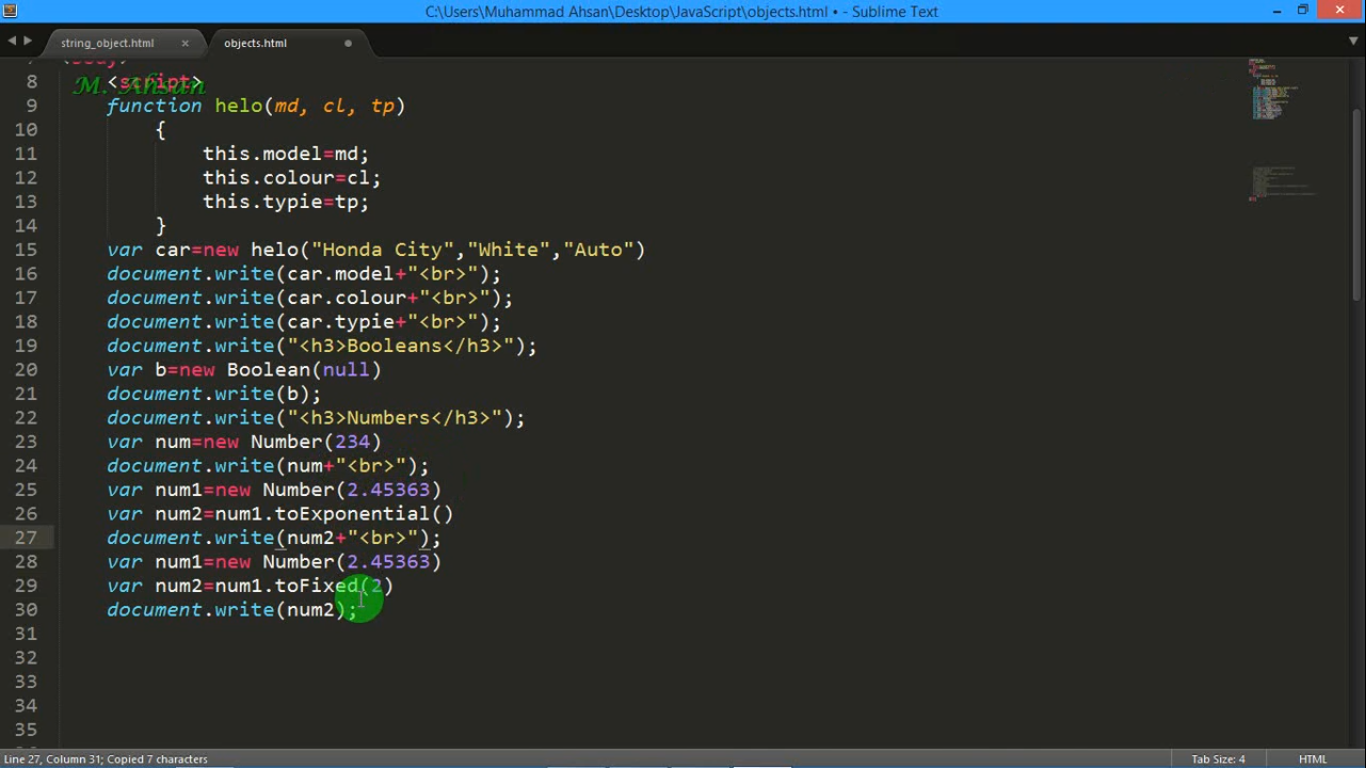 C:\Users\Muhammad Ahsan\Desktop\JavaScript\objects.html • - Sublime Text
string_object.html × objects.html
8 <script>
M. Ahsan
9 function helo(md, cl, tp)
10 {
11 this.model=md;
12 this.colour=cl;
13 this.typie=tp;
14 }
15 var car=new helo("Honda City","White","Auto")
16 document.write(car.model+"<br>");
17 document.write(car.colour+"<br>");
18 document.write(car.typie+"<br>");
19 document.write("<h3>Booleans</h3>");
20 var b=new Boolean(null)
21 document.write(b);
22 document.write("<h3>Numbers</h3>");
23 var num=new Number(234)
24 document.write(num+"<br>");
25 var num1=new Number(2.45363)
26 var num2=num1.toExponential()
27 document.write(num2+"<br>");
28 var num1=new Number(2.45363)
29 var num2=num1.toFixed(2)
30 document.write(num2);
31
32
33
34
35
Line 27, Column 31; Copied 7 characters Tab Size: 4 HTML